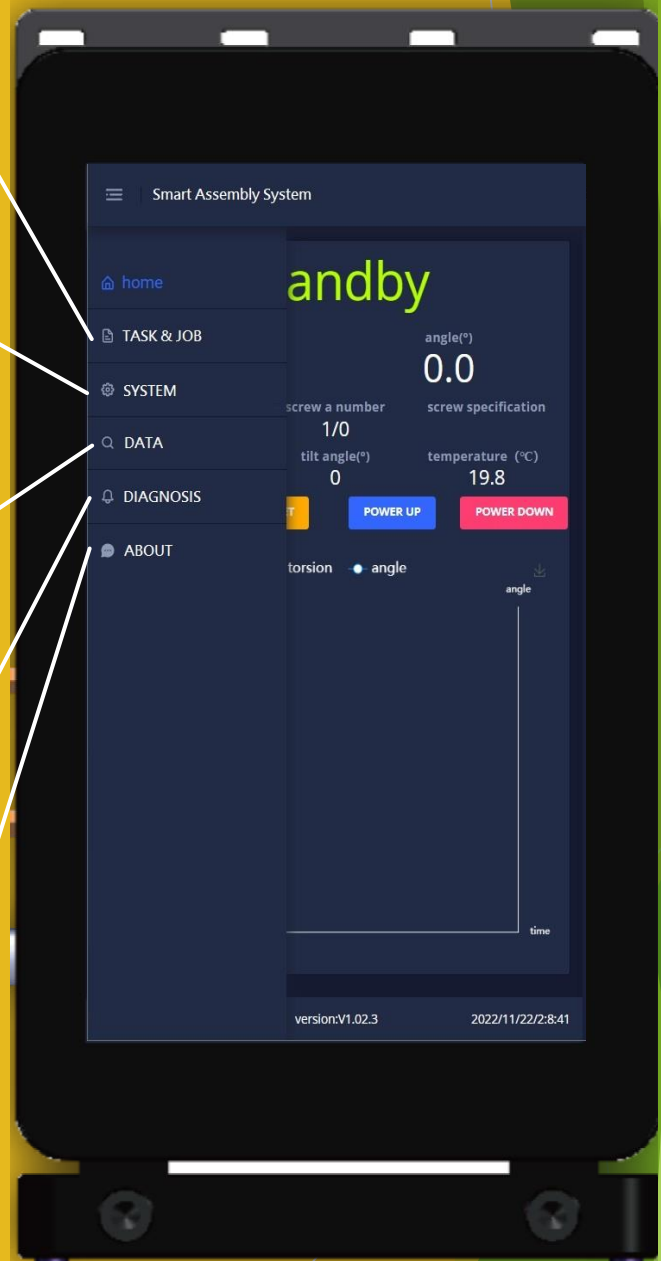 Smart Assembly System
home
andby
TASK & JOB
angle(°)
0.0
SYSTEM
screw a number screw specification
1/0
DATA
tilt angle(°) temperature (℃)
0 19.8
DIAGNOSIS
T POWER UP POWER DOWN
ABOUT
torsion angle
angle
time
version:V1.02.3 2022/11/22/2:8:41